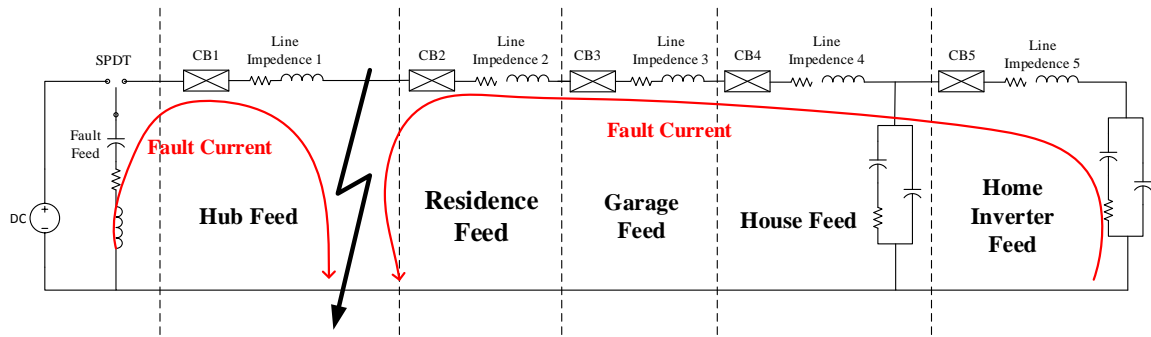 SPDT
CB1
Line
Impedence 1
CB2
Line
Impedence 2
CB3
Line
Impedence 3
CB4
Line
Impedence 4
CB5
Line
Impedence 5
Fault
Feed
Fault Current
Fault Current
DC
Hub Feed
Residence
Feed
Garage
Feed
House Feed
Home
Inverter
Feed